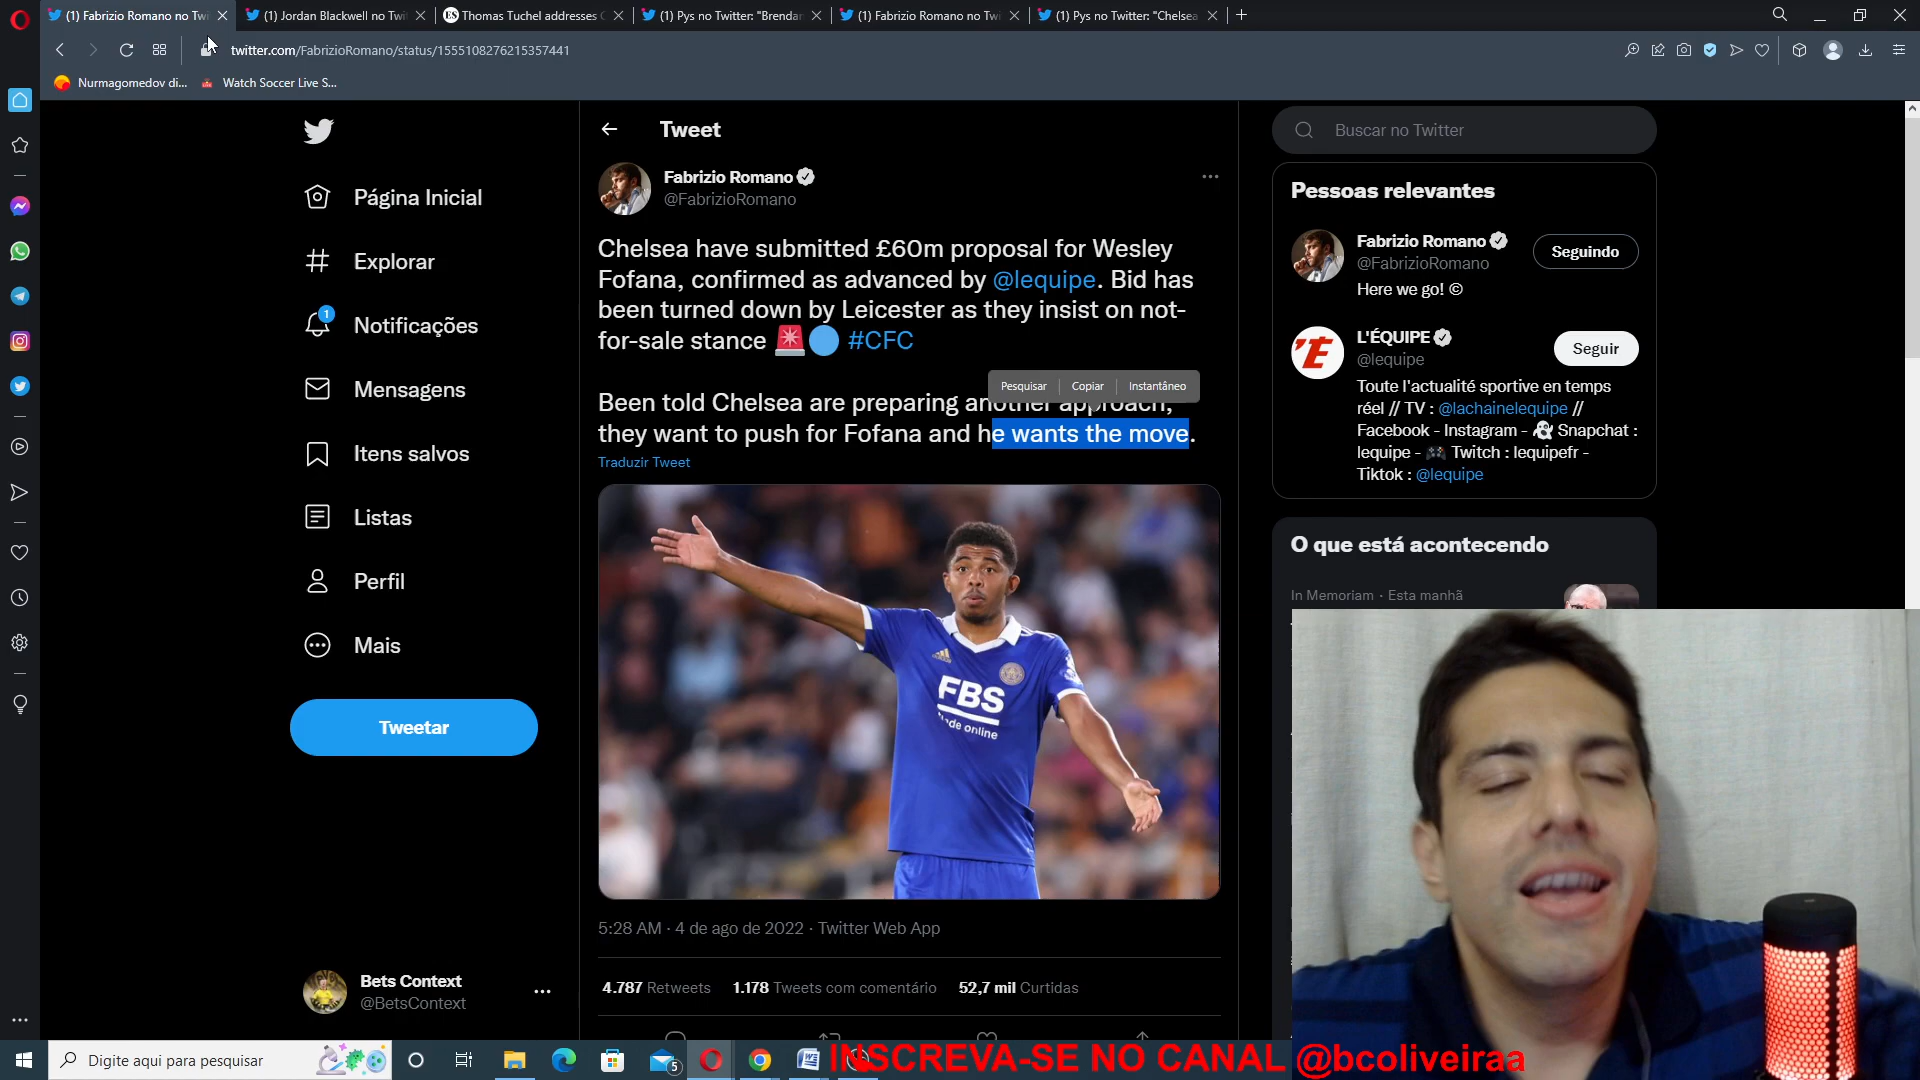 (1) Fabrizio Romano no Twi
(1) Jordan Blackwell no Twi
ES Thomas Tuchel addresses C
(1) Pys no Twitter: "Brendan
(1) Fabrizio Romano no Twi
(1) Pys no Twitter: "Chelsea
twitter.com/FabrizioRomano/status/1555108276215357441
Nurmagomedov di...
Watch Soccer Live S...
Página Inicial
Explorar
1
Notificações
Mensagens
Itens salvos
Listas
Perfil
Mais
Tweetar
Bets Context
@BetsContext
Tweet
Fabrizio Romano
@FabrizioRomano
Chelsea have submitted £60m proposal for Wesley
Fofana, confirmed as advanced by @lequipe. Bid has
been turned down by Leicester as they insist on not-
for-sale stance 🚨🔵 #CFC
Pesquisar
Copiar
Instantâneo
Been told Chelsea are preparing another approach,
they want to push for Fofana and he wants the move.
Traduzir Tweet
FBS
5:28 AM · 4 de ago de 2022 · Twitter Web App
4.787 Retweets
1.178 Tweets com comentário
52,7 mil Curtidas
Buscar no Twitter
Pessoas relevantes
Fabrizio Romano
@FabrizioRomano
Seguindo
Here we go! ©
L'ÉQUIPE
@lequipe
Seguir
Toute l'actualité sportive en temps
réel // TV : @lachainelequipe //
Facebook - Instagram - 👻 Snapchat :
lequipe - 🎮 Twitch : lequipefr -
Tiktok : @lequipe
O que está acontecendo
In Memoriam · Esta manhã
Digite aqui para pesquisar
5
INSCREVA-SE NO CANAL @bcoliveiraa